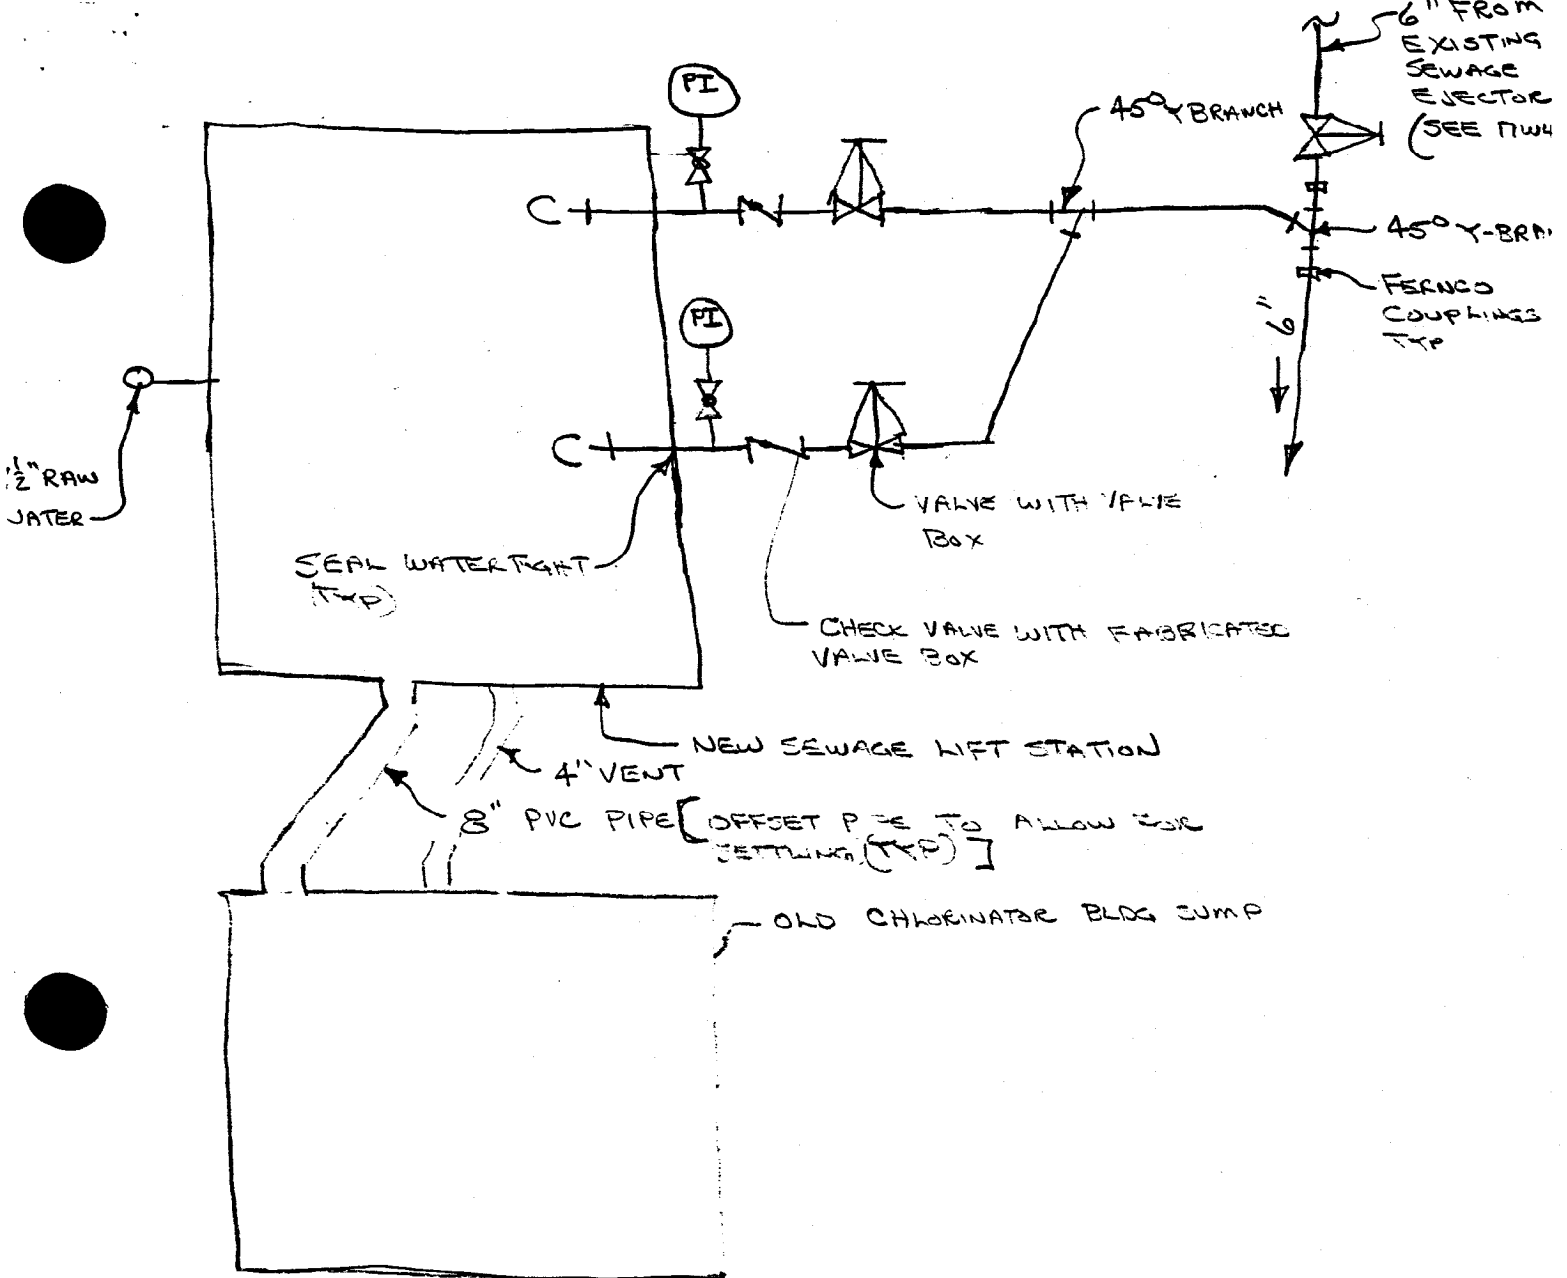 6" FROM
EXISTING
SEWAGE
EJECTOR
(SEE
PI
45° Y BRANCH
C
45° Y-BRA
FERNCO
COUPLINGS
TYP
6"
PI
C
1/2" RAW
WATER
VALVE WITH VALVE
BOX
SEAL WATERTIGHT
(TYP)
CHECK VALVE WITH FABRICATED
VALVE BOX
NEW SEWAGE LIFT STATION
4" VENT
8" PVC PIPE [OFFSET PIPE TO ALLOW FOR
SETTLING (TYP)]
OLD CHLORINATOR BLDG SUMP